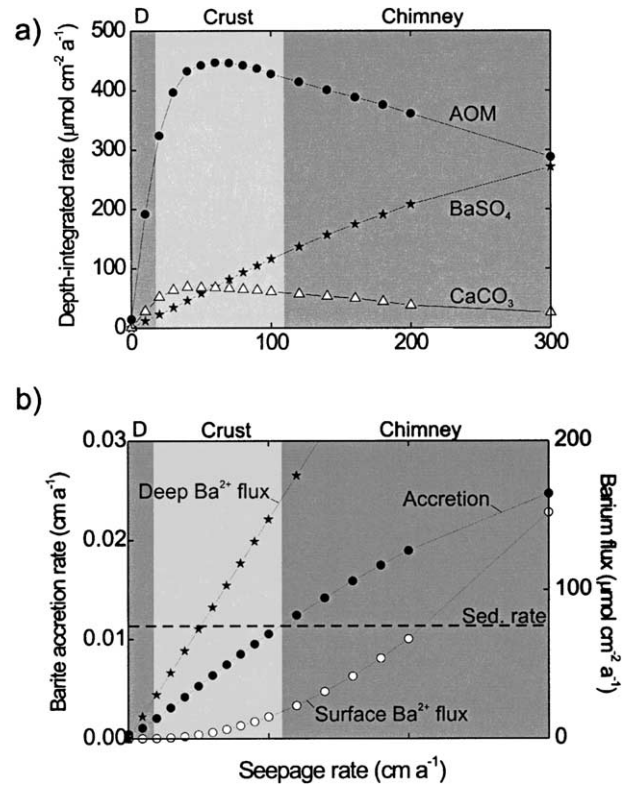 a)
D Crust Chimney
Depth-integrated rate (µmol cm⁻² a⁻¹)
500
400
300
200
100
0
AOM
BaSO₄
CaCO₃
0 100 200 300
b)
D Crust Chimney
Barite accretion rate (cm a⁻¹)
0.03
0.02
0.01
0.00
Deep Ba²⁺ flux
Accretion
Sed. rate
Surface Ba²⁺ flux
200
100
0
Barium flux (µmol cm⁻² a⁻¹)
Seepage rate (cm a⁻¹)